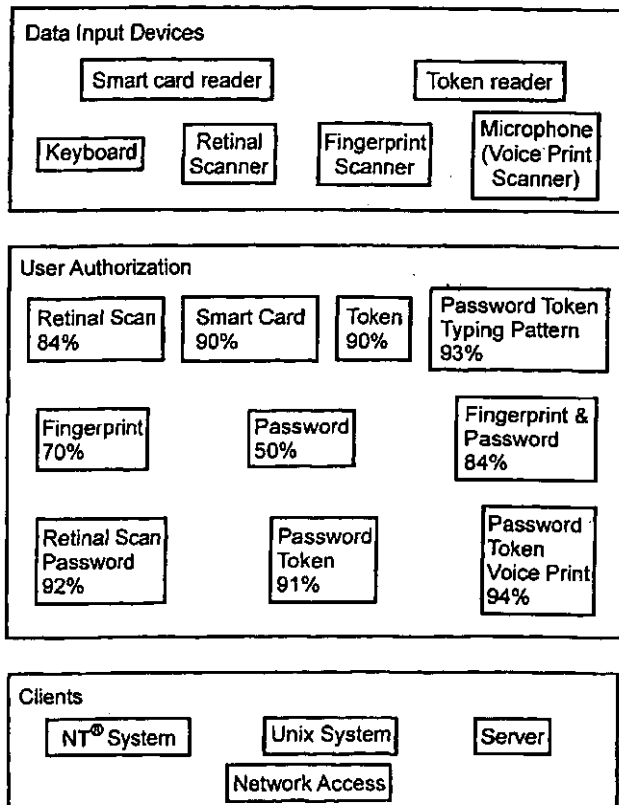 Data Input Devices
Smart card reader
Token reader
Keyboard
Retinal
Scanner
Fingerprint
Scanner
Microphone
(Voice Print
Scanner)
User Authorization
Retinal Scan
84%
Smart Card
90%
Token
90%
Password Token
Typing Pattern
93%
Fingerprint
70%
Password
50%
Fingerprint &
Password
84%
Retinal Scan
Password
92%
Password
Token
91%
Password
Token
Voice Print
94%
Clients
NT® System
Unix System
Server
Network Access